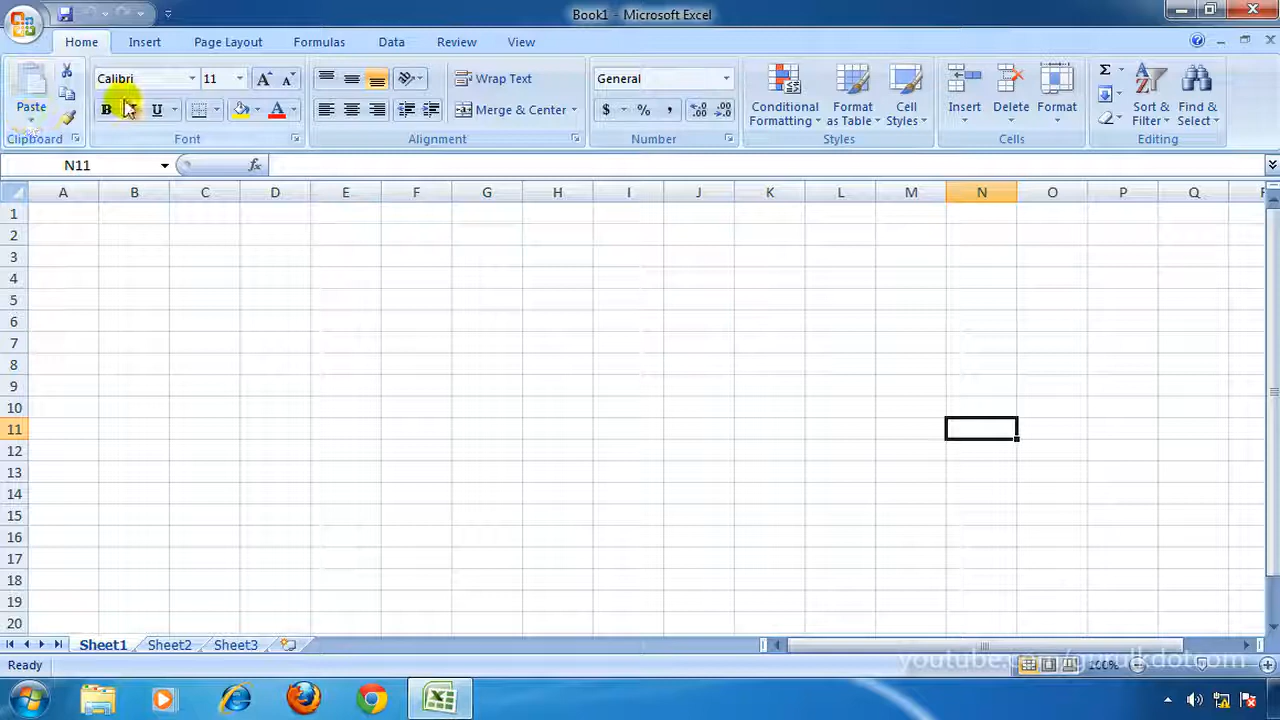 Book1 - Microsoft Excel
Home Insert Page Layout Formulas Data Review View
Calibri 11 Wrap Text General
Paste B U Merge & Center $ % , Conditional Formatting Format as Table Cell Styles Insert Delete Format Σ Sort & Filter Find & Select
Clipboard Font Alignment Number Styles Cells Editing
N11 fx
A B C D E F G H I J K L M N O P Q
1
2
3
4
5
6
7
8
9
10
11
12
13
14
15
16
17
18
19
20
Sheet1 Sheet2 Sheet3
Ready 100%